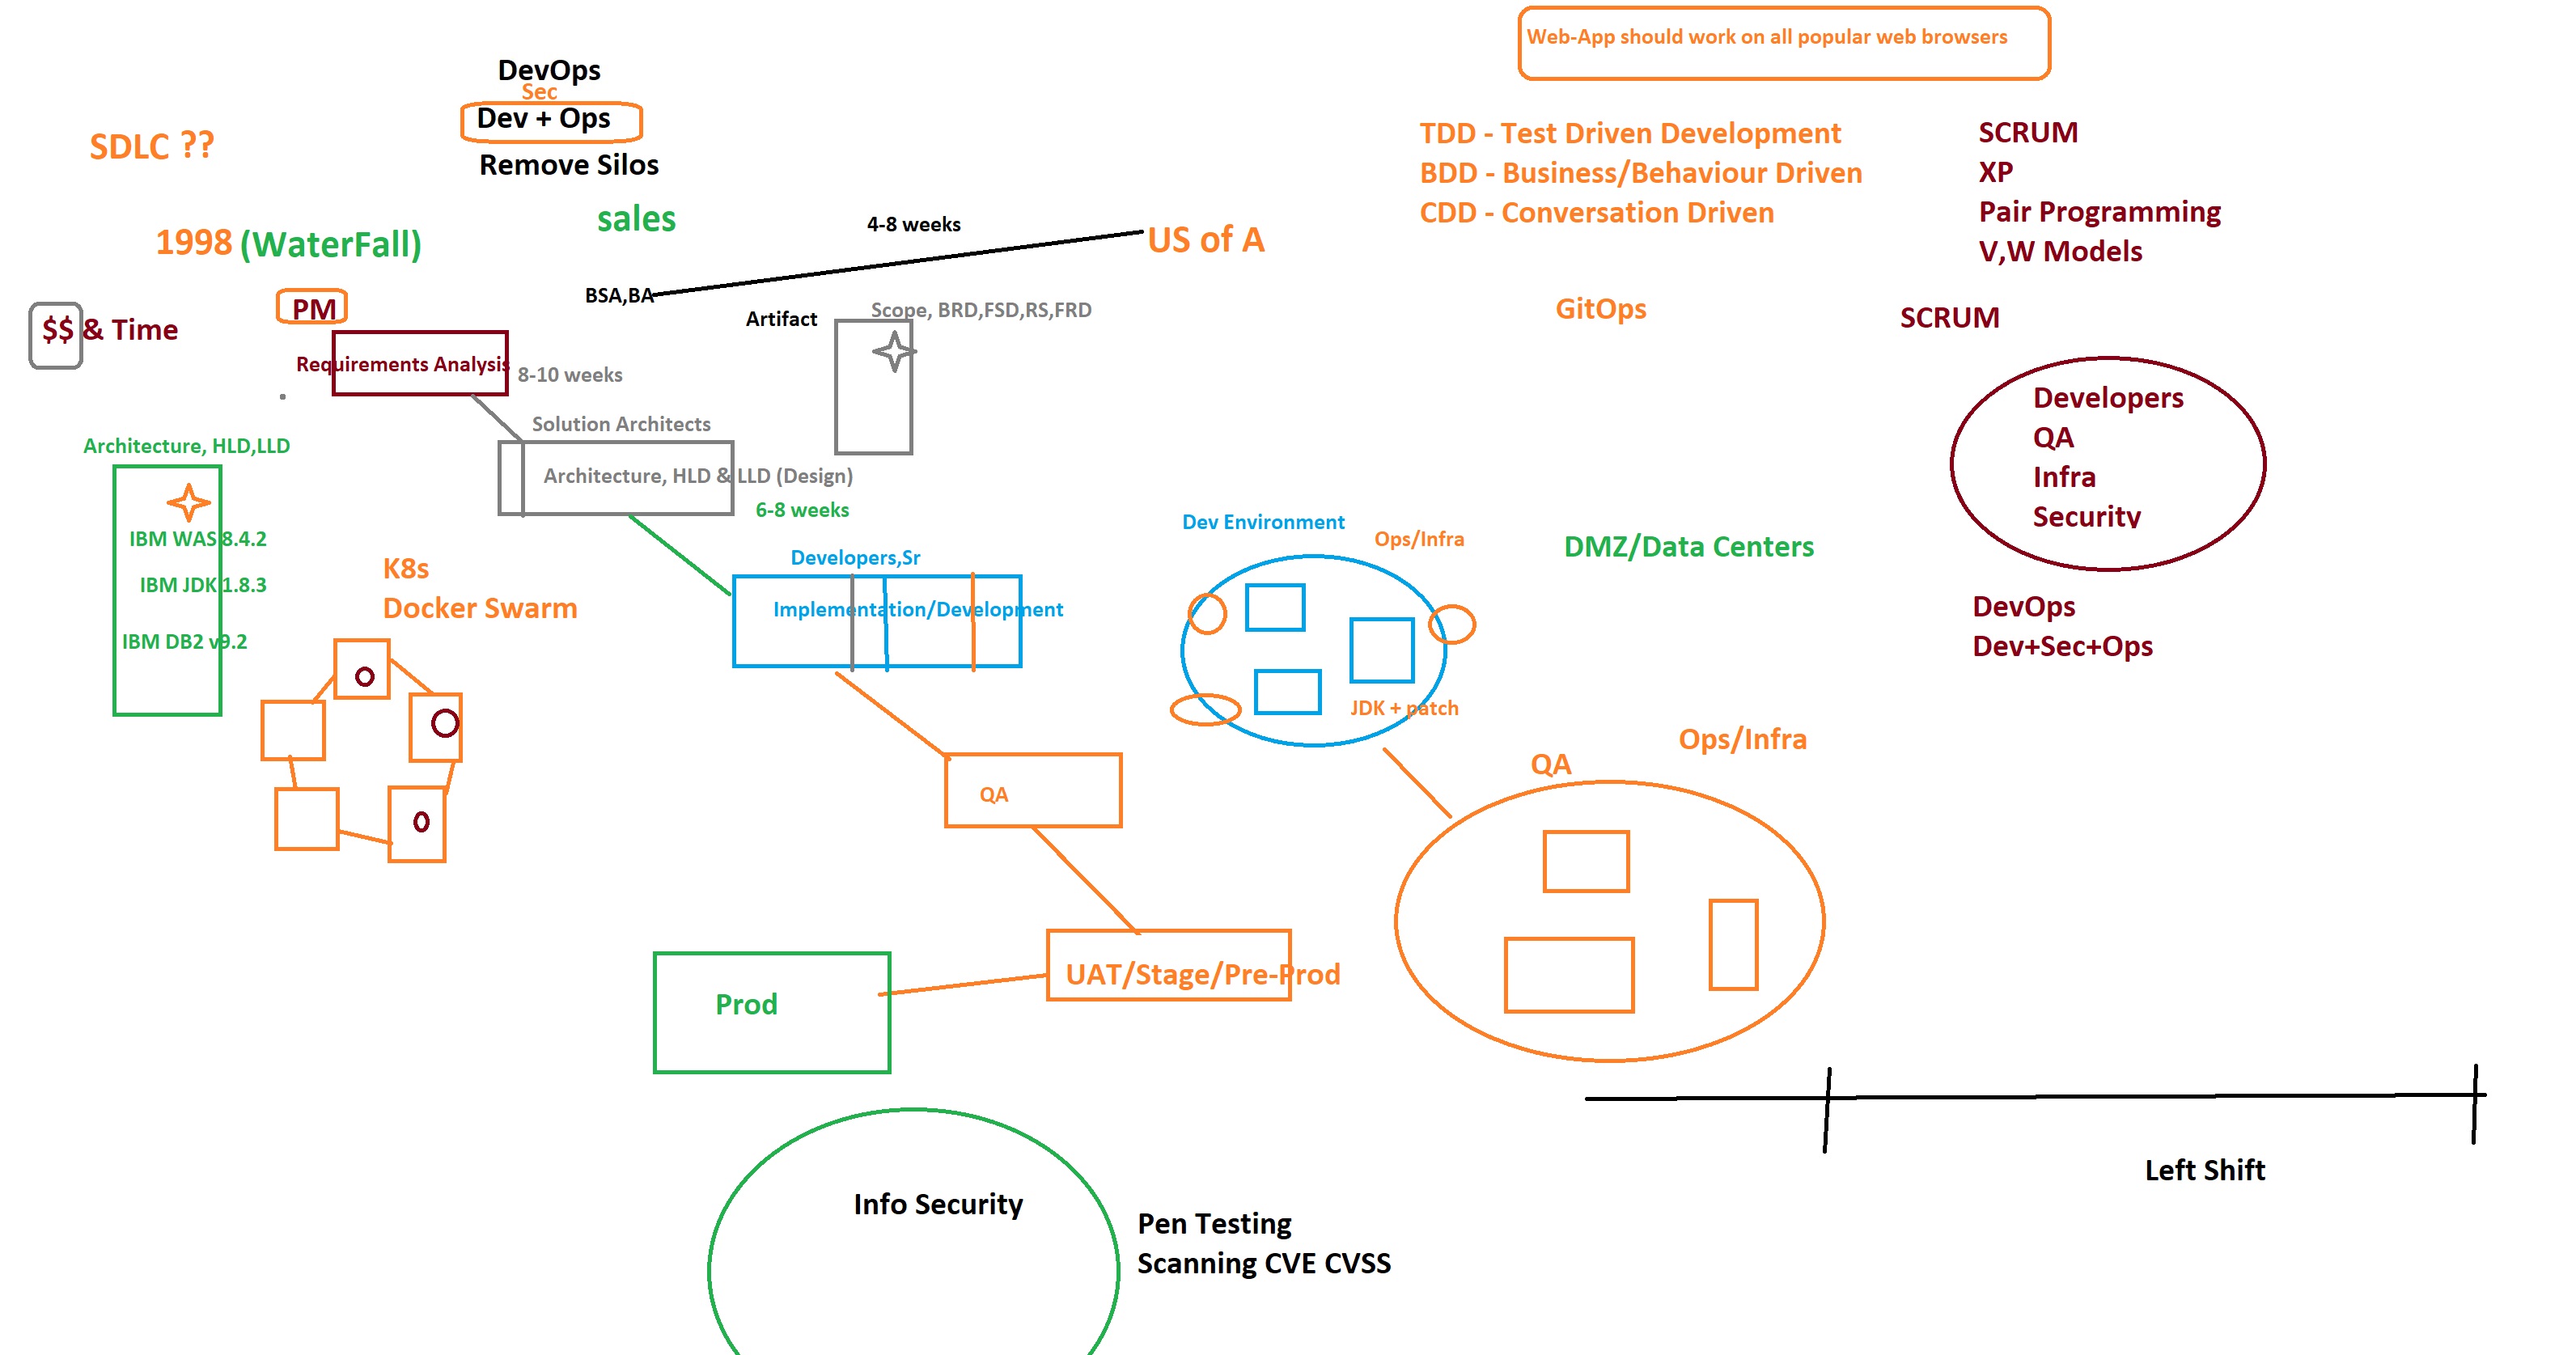 Web-App should work on all popular web browsers
DevOps
Sec
Dev + Ops
Remove Silos
SDLC ??
TDD - Test Driven Development
BDD - Business/Behaviour Driven
CDD - Conversation Driven
SCRUM
XP
Pair Programming
V,W Models
sales
4-8 weeks
1998 (WaterFall)
US of A
BSA,BA
PM
Artifact
Scope, BRD,FSD,RS,FRD
GitOps
SCRUM
$$ & Time
Requirements Analysis
8-10 weeks
Developers
QA
Infra
Security
Solution Architects
Architecture, HLD,LLD
Architecture, HLD & LLD (Design)
6-8 weeks
Dev Environment
Ops/Infra
DMZ/Data Centers
IBM WAS 8.4.2
IBM JDK 1.8.3
IBM DB2 v9.2
K8s
Docker Swarm
Developers,Sr
Implementation/Development
DevOps
Dev+Sec+Ops
JDK + patch
Ops/Infra
QA
QA
UAT/Stage/Pre-Prod
Prod
Left Shift
Info Security
Pen Testing
Scanning CVE CVSS